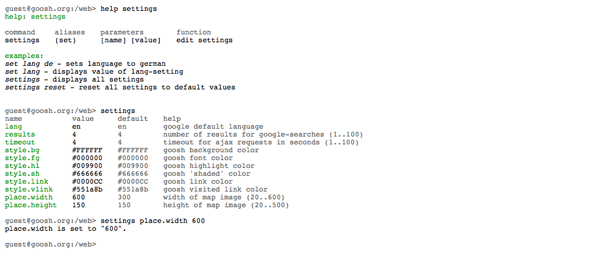 guest@goosh.org:/web> help settings
help: settings
command aliases parameters function
settings (set) [name] [value] edit settings
examples:
set lang de - sets language to german
set lang - displays value of lang-setting
settings - displays all settings
settings reset - reset all settings to default values
guest@goosh.org:/web> settings
name value default help
lang en en google default language
results 4 4 number of results for google-searches (1..100)
timeout 4 4 timeout for ajax requests in seconds (1..100)
style.bg #FFFFFF #FFFFFF goosh background color
style.fg #000000 #000000 goosh font color
style.hl #009900 #009900 goosh highlight color
style.sh #666666 #666666 goosh 'shaded' color
style.link #0000CC #0000CC goosh link color
style.vlink #551a8b #551a8b goosh visited link color
place.width 600 300 width of map image (20..600)
place.height 150 150 height of map image (20..500)
guest@goosh.org:/web> settings place.width 600
place.width is set to "600".
guest@goosh.org:/web>